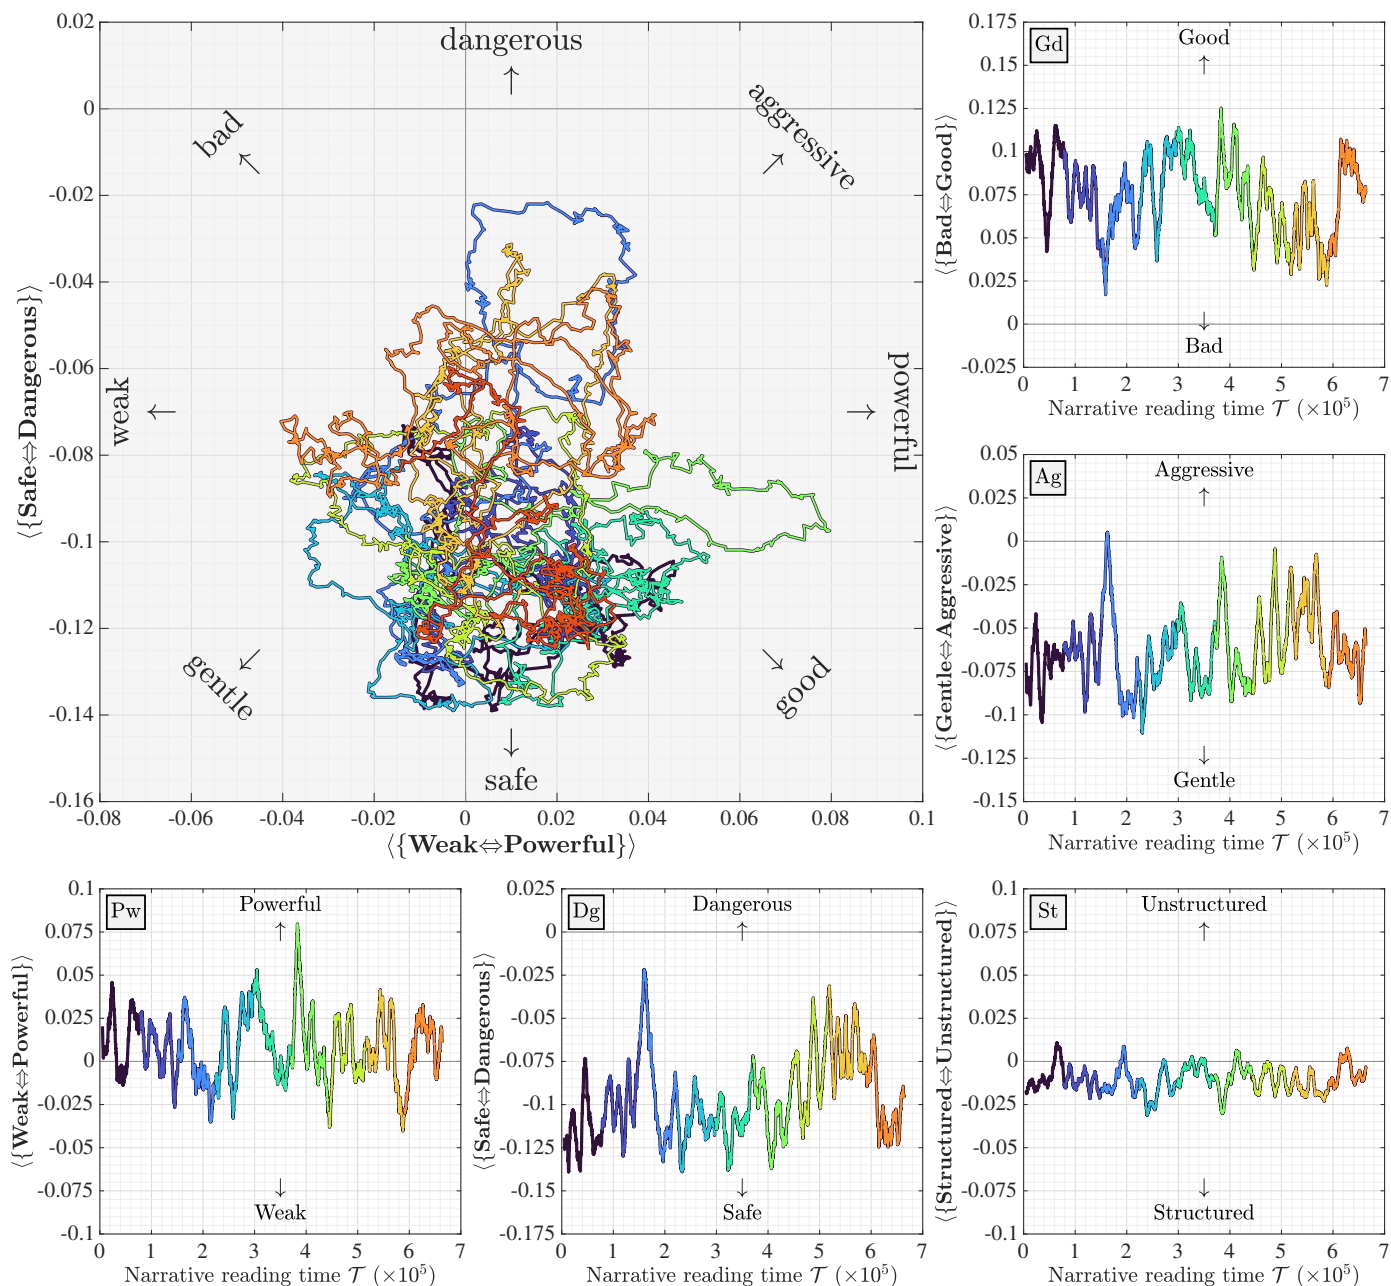 0.02
0
-0.02
-0.04
-0.06
-0.08
-0.1
-0.12
-0.14
-0.16
-0.08
-0.06
-0.04
-0.02
0
0.02
0.04
0.06
0.08
0.1
⟨{Safe⇔Dangerous}⟩
⟨{Weak⇔Powerful}⟩
dangerous
↑
aggressive
↗
bad
↖
weak
←
powerful
→
gentle
↙
good
↘
↓
safe
Gd
Good
↑
↓
Bad
0.175
0.15
0.125
0.1
0.075
0.05
0.025
0
-0.025
0 1 2 3 4 5 6 7
⟨{Bad⇔Good}⟩
Narrative reading time 𝒯 (×10⁵)
Ag
Aggressive
↑
↓
Gentle
0.05
0.025
0
-0.025
-0.05
-0.075
-0.1
-0.125
-0.15
0 1 2 3 4 5 6 7
⟨{Gentle⇔Aggressive}⟩
Narrative reading time 𝒯 (×10⁵)
Pw
Powerful
↑
↓
Weak
0.1
0.075
0.05
0.025
0
-0.025
-0.05
-0.075
-0.1
0 1 2 3 4 5 6 7
⟨{Weak⇔Powerful}⟩
Narrative reading time 𝒯 (×10⁵)
Dg
Dangerous
↑
↓
Safe
0.025
0
-0.025
-0.05
-0.075
-0.1
-0.125
-0.15
-0.175
0 1 2 3 4 5 6 7
⟨{Safe⇔Dangerous}⟩
Narrative reading time 𝒯 (×10⁵)
St
Unstructured
↑
↓
Structured
0.1
0.075
0.05
0.025
0
-0.025
-0.05
-0.075
-0.1
0 1 2 3 4 5 6 7
⟨{Structured⇔Unstructured}⟩
Narrative reading time 𝒯 (×10⁵)